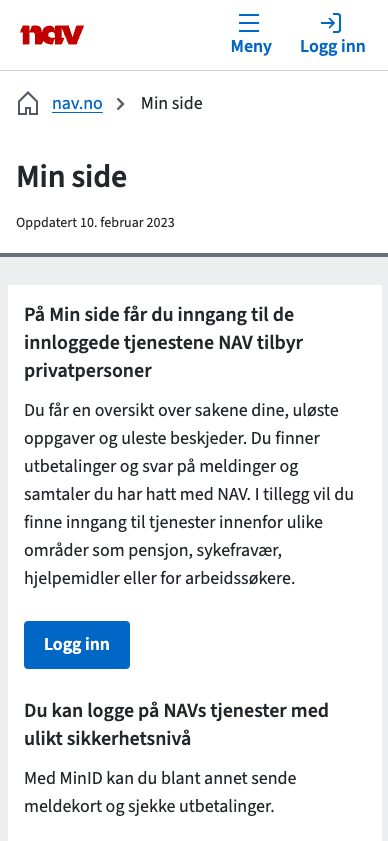 nav
Meny
Logg inn
nav.no
Min side
Min side
Oppdatert 10. februar 2023
På Min side får du inngang til de
innloggede tjenestene NAV tilbyr
privatpersoner
Du får en oversikt over sakene dine, uløste
oppgaver og uleste beskjeder. Du finner
utbetalinger og svar på meldinger og
samtaler du har hatt med NAV. I tillegg vil du
finne inngang til tjenester innenfor ulike
områder som pensjon, sykefravær,
hjelpemidler eller for arbeidssøkere.
Logg inn
Du kan logge på NAVs tjenester med
ulikt sikkerhetsnivå
Med MinID kan du blant annet sende
meldekort og sjekke utbetalinger.